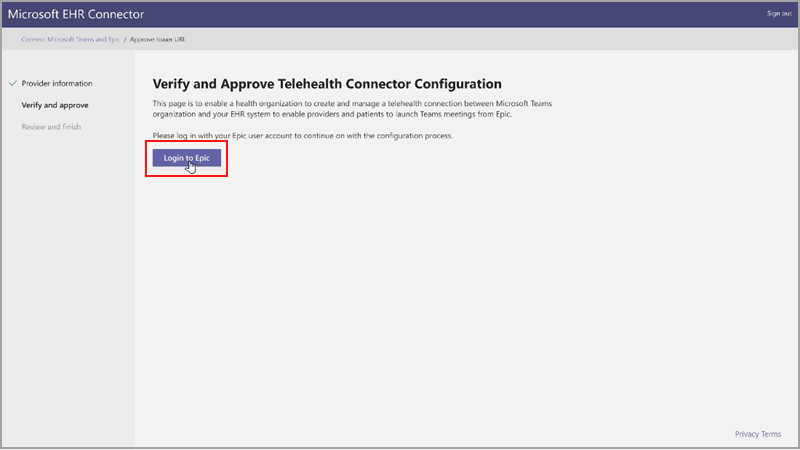 Microsoft EHR Connector
Sign out
Connect Microsoft Teams and Epic / Approve Issuer URL
Provider information
Verify and approve
Review and finish
Verify and Approve Telehealth Connector Configuration
This page is to enable a health organization to create and manage a telehealth connection between Microsoft Teams
organization and your EHR system to enable providers and patients to launch Teams meetings from Epic.
Please log in with your Epic user account to continue on with the configuration process.
Login to Epic
Privacy Terms